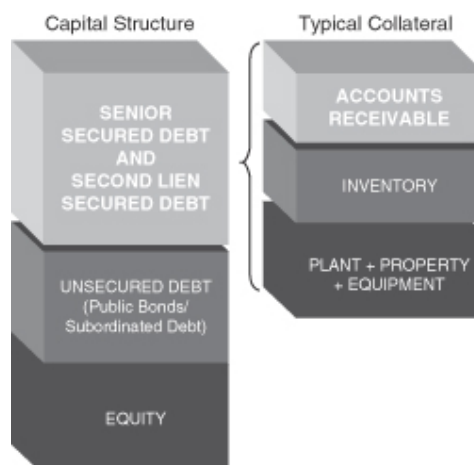 Capital Structure
SENIOR
SECURED DEBT
AND
SECOND LIEN
SECURED DEBT
UNSECURED DEBT
(Public Bonds/
Subordinated Debt)
EQUITY
Typical Collateral
ACCOUNTS
RECEIVABLE
INVENTORY
PLANT + PROPERTY
+ EQUIPMENT